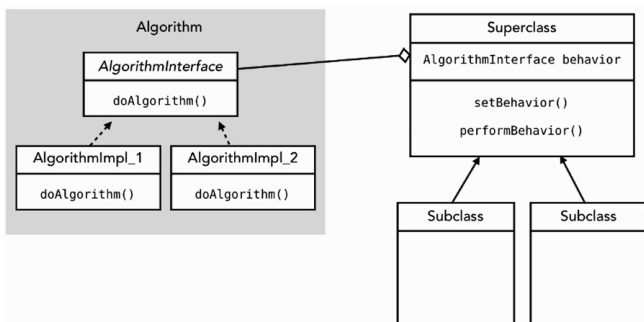 Algorithm
AlgorithmInterface
doAlgorithm()
AlgorithmImpl_1
doAlgorithm()
AlgorithmImpl_2
doAlgorithm()
Superclass
AlgorithmInterface behavior
setBehavior()
performBehavior()
Subclass
Subclass